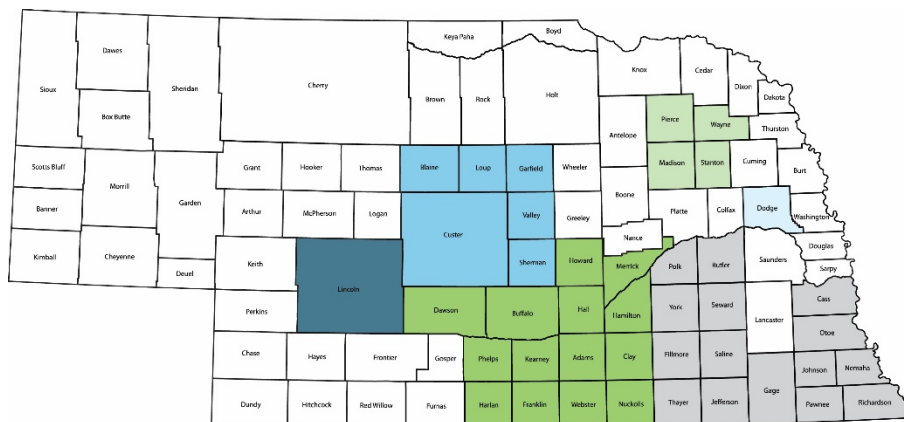 Keya Paha
Boyd
Dawes
Sioux
Sheridan
Cherry
Brown
Rock
Holt
Knox
Cedar
Dixon
Dakota
Box Butte
Pierce
Wayne
Antelope
Thurston
Scotts Bluff
Morrill
Garden
Grant
Hooker
Thomas
Blaine
Loup
Garfield
Wheeler
Madison
Stanton
Cuming
Burt
Banner
Arthur
McPherson
Logan
Custer
Valley
Greeley
Boone
Platte
Colfax
Dodge
Washington
Kimball
Cheyenne
Deuel
Keith
Lincoln
Sherman
Howard
Nance
Merrick
Polk
Butler
Saunders
Douglas
Sarpy
Perkins
Dawson
Buffalo
Hall
Hamilton
York
Seward
Lancaster
Cass
Otoe
Chase
Hayes
Frontier
Gosper
Phelps
Kearney
Adams
Clay
Fillmore
Saline
Gage
Johnson
Nemaha
Dundy
Hitchcock
Red Willow
Furnas
Harlan
Franklin
Webster
Nuckolls
Thayer
Jefferson
Pawnee
Richardson